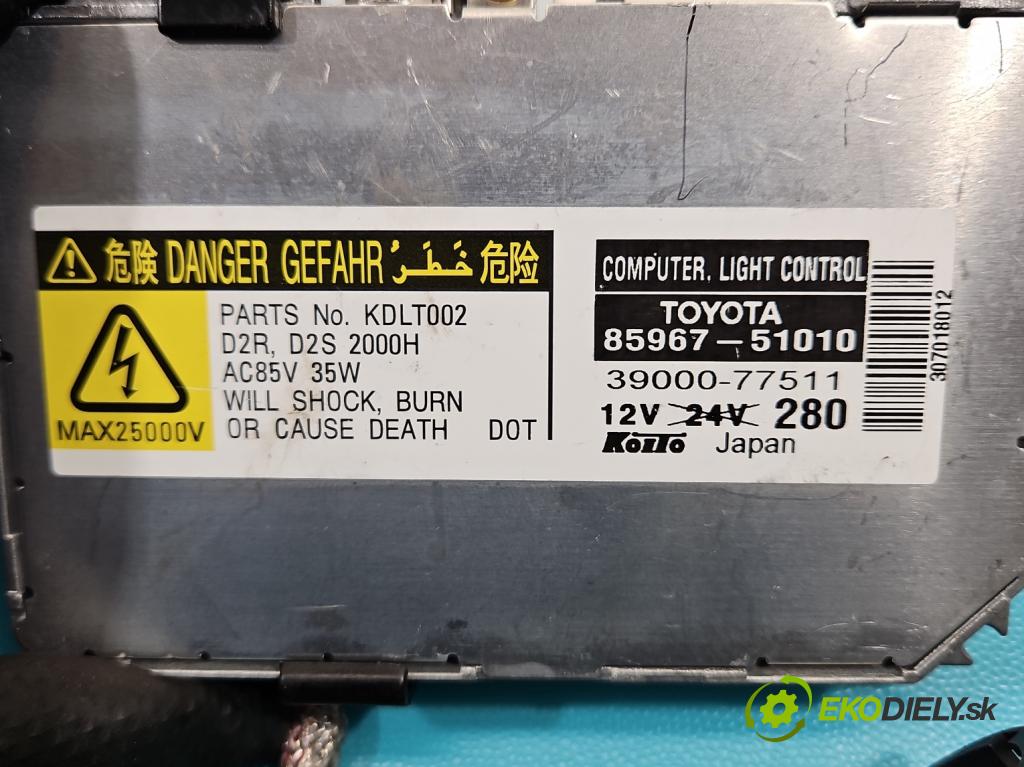 危険 DANGER GEFAHR خَطَرٌ 危险
PARTS No. KDLT002
D2R, D2S 2000H
AC85V 35W
WILL SHOCK, BURN
OR CAUSE DEATH DOT
MAX25000V
COMPUTER, LIGHT CONTROL
TOYOTA
85967-51010
39000-77511
12V 24V 280
KOITO Japan
307018012
EKODIELY.sk